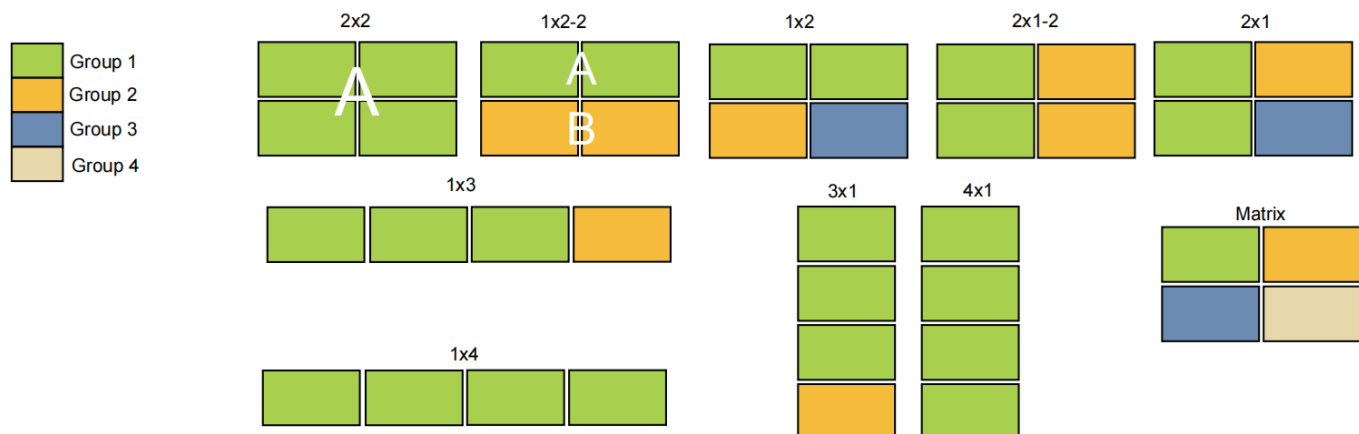 2x2
1x2-2
1x2
2x1-2
2x1
Group 1
Group 2
Group 3
Group 4
A
A
B
1x3
3x1
4x1
Matrix
1x4